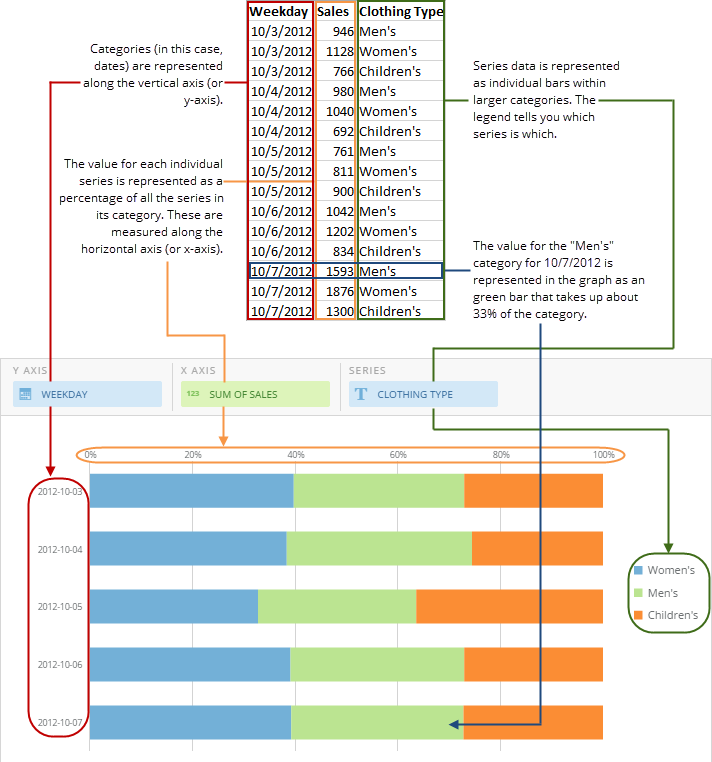 Weekday Sales Clothing Type
10/3/2012 946 Men's
10/3/2012 1128 Women's
10/3/2012 766 Children's
10/4/2012 980 Men's
10/4/2012 1040 Women's
10/4/2012 692 Children's
10/5/2012 761 Men's
10/5/2012 811 Women's
10/5/2012 900 Children's
10/6/2012 1042 Men's
10/6/2012 1202 Women's
10/6/2012 834 Children's
10/7/2012 1593 Men's
10/7/2012 1876 Women's
10/7/2012 1300 Children's
Categories (in this case,
dates) are represented
along the vertical axis (or
y-axis).
The value for each individual
series is represented as a
percentage of all the series in
its category. These are
measured along the
horizontal axis (or x-axis).
Series data is represented
as individual bars within
larger categories. The
legend tells you which
series is which.
The value for the "Men's"
category for 10/7/2012 is
represented in the graph as an
green bar that takes up about
33% of the category.
Y AXIS X AXIS SERIES
WEEKDAY 123 SUM OF SALES T CLOTHING TYPE
0% 20% 40% 60% 80% 100%
2012-10-03
2012-10-04
2012-10-05
2012-10-06
2012-10-07
Women's
Men's
Children's